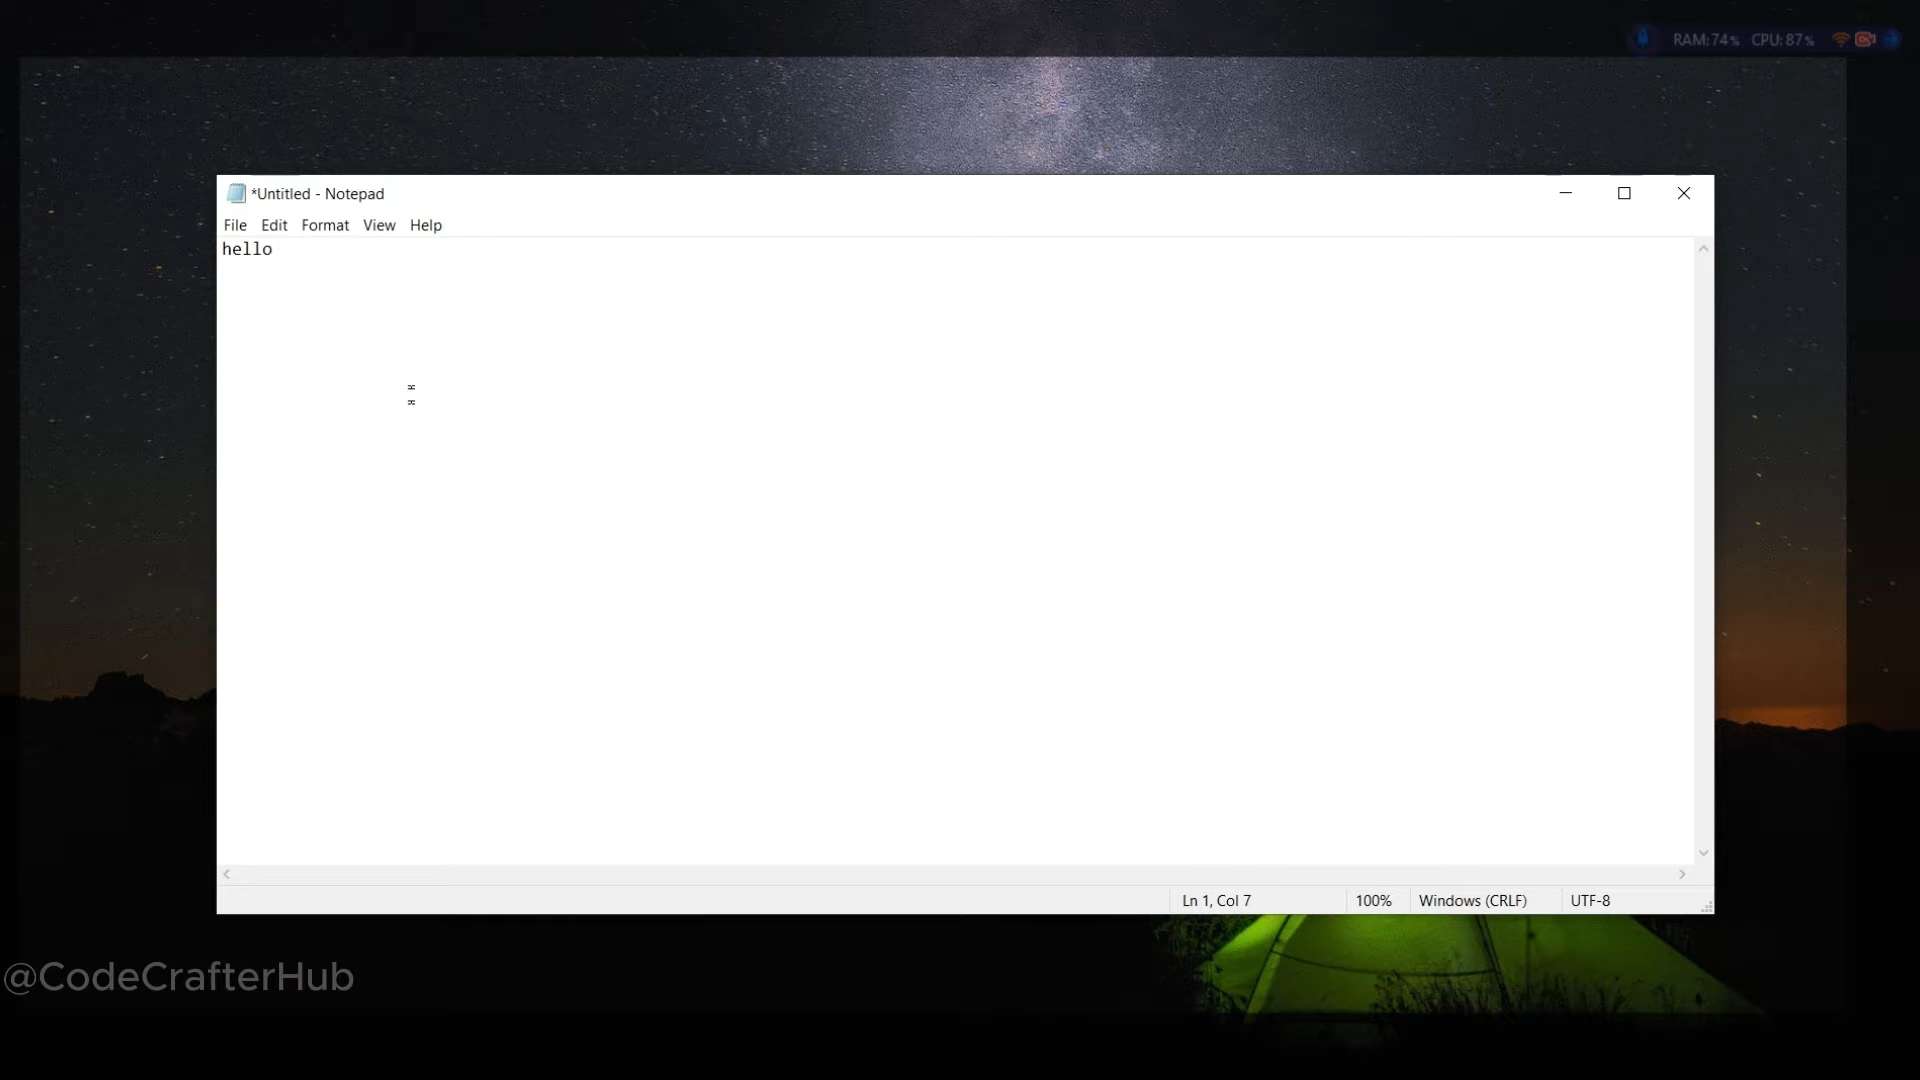 RAM:74% CPU:87%
*Untitled - Notepad
File Edit Format View Help
hello
Ln 1, Col 7 100% Windows (CRLF) UTF-8
@CodeCrafterHub